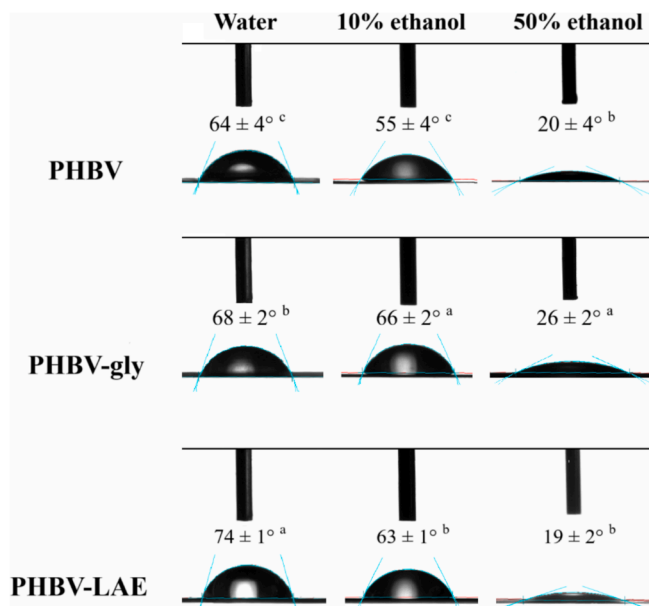 Water 10% ethanol 50% ethanol
64 ± 4° c 55 ± 4° c 20 ± 4° b
PHBV
68 ± 2° b 66 ± 2° a 26 ± 2° a
PHBV-gly
74 ± 1° a 63 ± 1° b 19 ± 2° b
PHBV-LAE